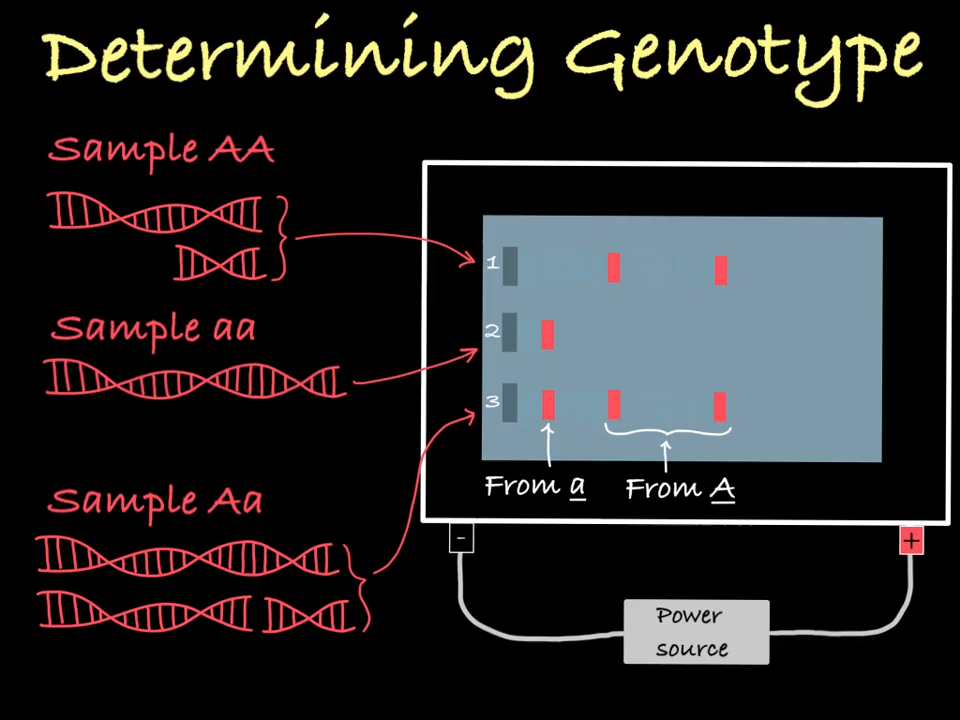 Determining Genotype
Sample AA
Sample aa
Sample Aa
1
2
3
From a
From A
-
+
Power
source